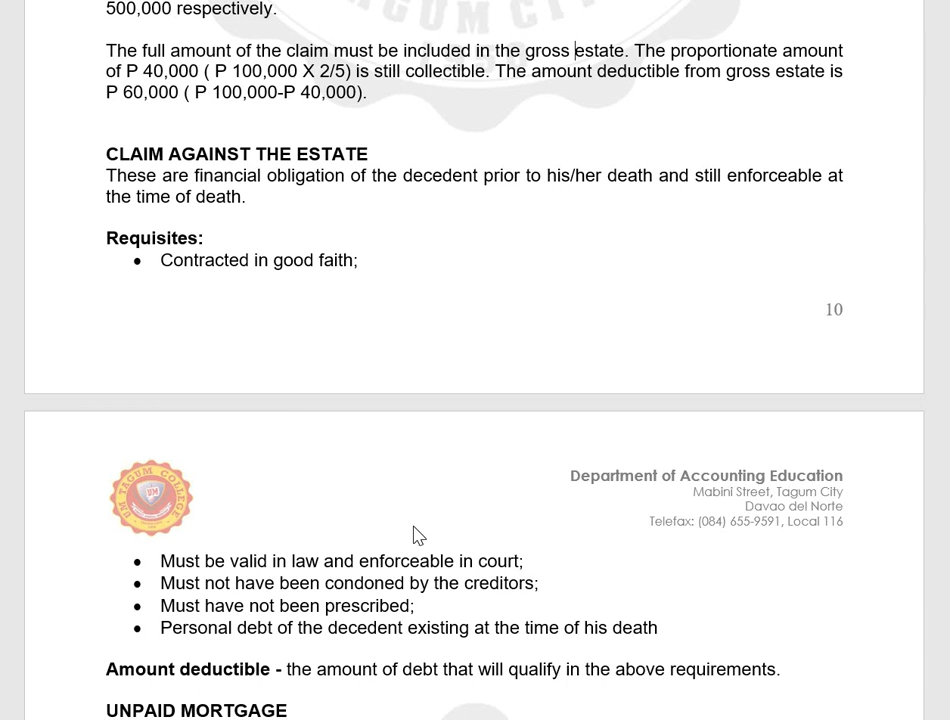 500,000 respectively.
The full amount of the claim must be included in the gross estate. The proportionate amount
of P 40,000 ( P 100,000 X 2/5) is still collectible. The amount deductible from gross estate is
P 60,000 ( P 100,000-P 40,000).
CLAIM AGAINST THE ESTATE
These are financial obligation of the decedent prior to his/her death and still enforceable at
the time of death.
Requisites:
• Contracted in good faith;
10
UM TAGUM COLLEGE
UM
Department of Accounting Education
Mabini Street, Tagum City
Davao del Norte
Telefax: (084) 655-9591, Local 116
• Must be valid in law and enforceable in court;
• Must not have been condoned by the creditors;
• Must have not been prescribed;
• Personal debt of the decedent existing at the time of his death
Amount deductible - the amount of debt that will qualify in the above requirements.
UNPAID MORTGAGE